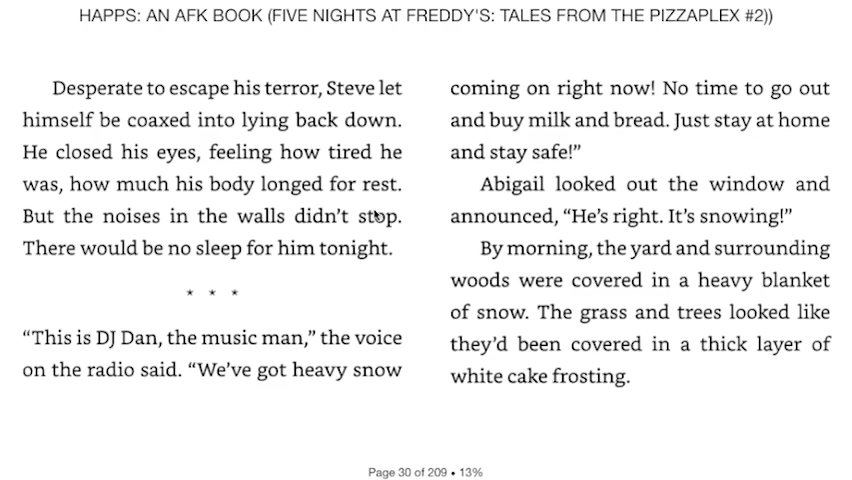 HAPPS: AN AFK BOOK (FIVE NIGHTS AT FREDDY'S: TALES FROM THE PIZZAPLEX #2))
Desperate to escape his terror, Steve let
himself be coaxed into lying back down.
He closed his eyes, feeling how tired he
was, how much his body longed for rest.
But the noises in the walls didn’t stop.
There would be no sleep for him tonight.
* * *
“This is DJ Dan, the music man,” the voice
on the radio said. “We’ve got heavy snow
coming on right now! No time to go out
and buy milk and bread. Just stay at home
and stay safe!”
Abigail looked out the window and
announced, “He’s right. It’s snowing!”
By morning, the yard and surrounding
woods were covered in a heavy blanket
of snow. The grass and trees looked like
they’d been covered in a thick layer of
white cake frosting.
Page 30 of 209 • 13%